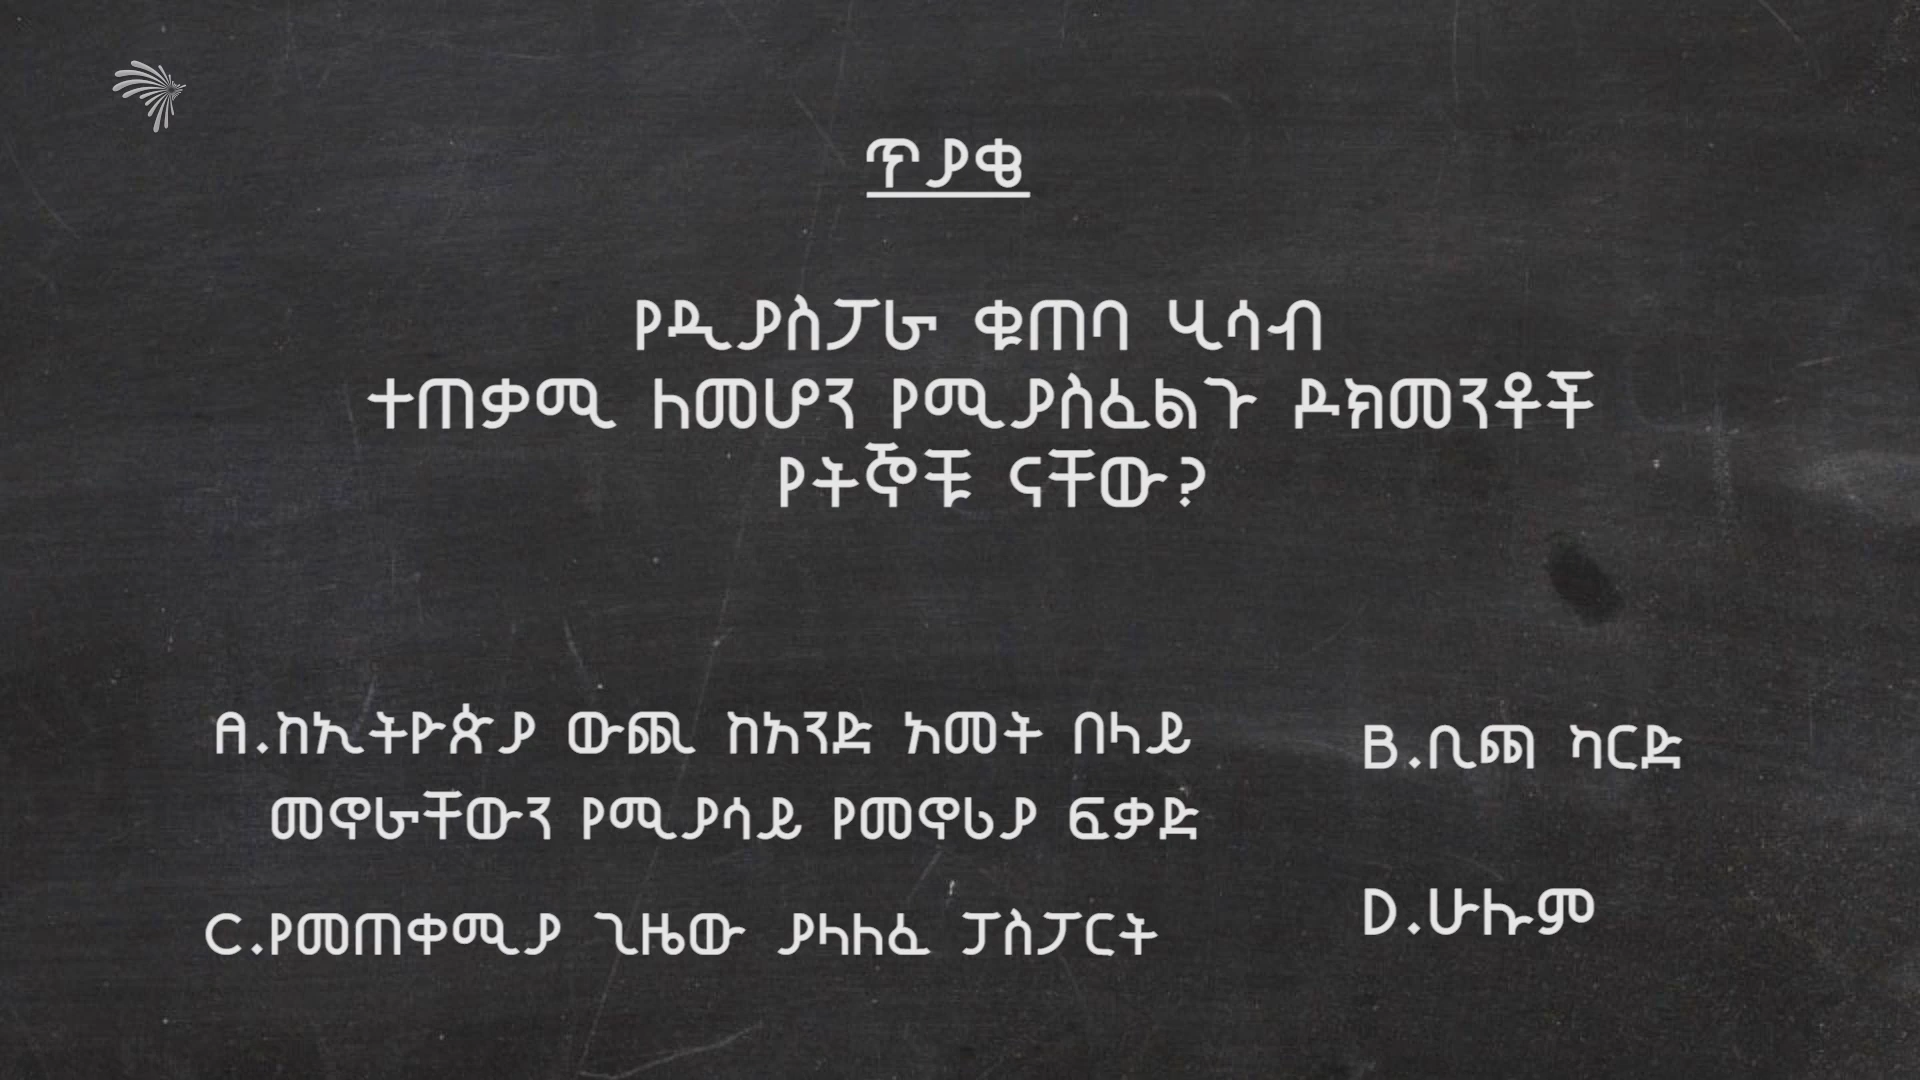 ጥያቄ
የዲያስፖራ ቁጠባ ሂሳብ
ተጠቃሚ ለመሆን የሚያስፈልጉ ዶክመንቶች
የትኞቹ ናቸው?
A.ከኢትዮጵያ ውጪ ከአንድ አመት በላይ
መኖራቸውን የሚያሳይ የመኖሪያ ፍቃድ
B.ቢጫ ካርድ
C.የመጠቀሚያ ጊዜው ያላለፈ ፓስፖርት
D.ሁሉም